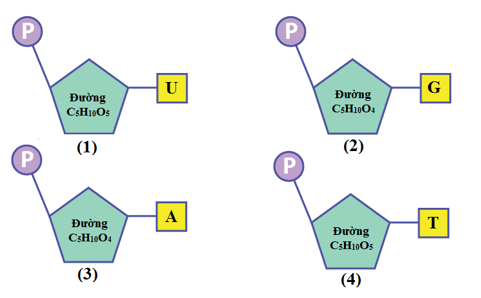 P
Đường
C5H10O5
U
(1)
P
Đường
C5H10O4
G
(2)
P
Đường
C5H10O4
A
(3)
P
Đường
C5H10O5
T
(4)